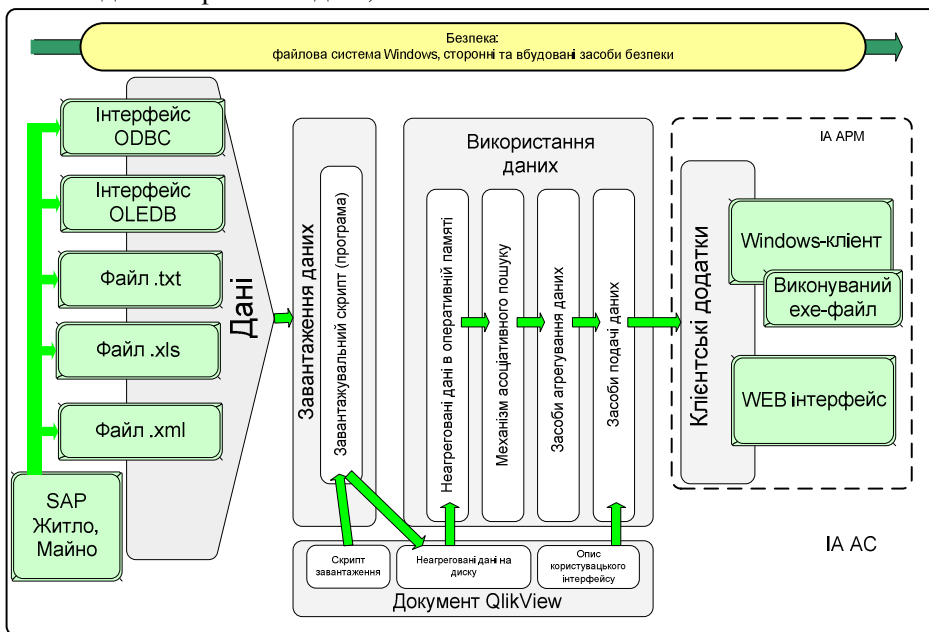 Безпека:
файлова система Windows, сторонні та вбудовані засоби безпеки
Інтерфейс
ODBC
Інтерфейс
OLEDB
Файл .txt
Файл .xls
Файл .xml
SAP
Житло,
Майно
Дані
Завантаження даних
Завантажувальний скрипт (програма)
Використання
даних
Неагреговані дані в оперативній памяті
Механізм асоціативного пошуку
Засоби агрегування даних
Засоби подачі даних
ІА АРМ
Клієнтські додатки
Windows-клієнт
Виконуваний
exe-файл
WEB інтерфейс
ІА АС
Скрипт
завантаження
Неагреговані дані на
диску
Опис
користувацького
інтерфейсу
Документ QlikView